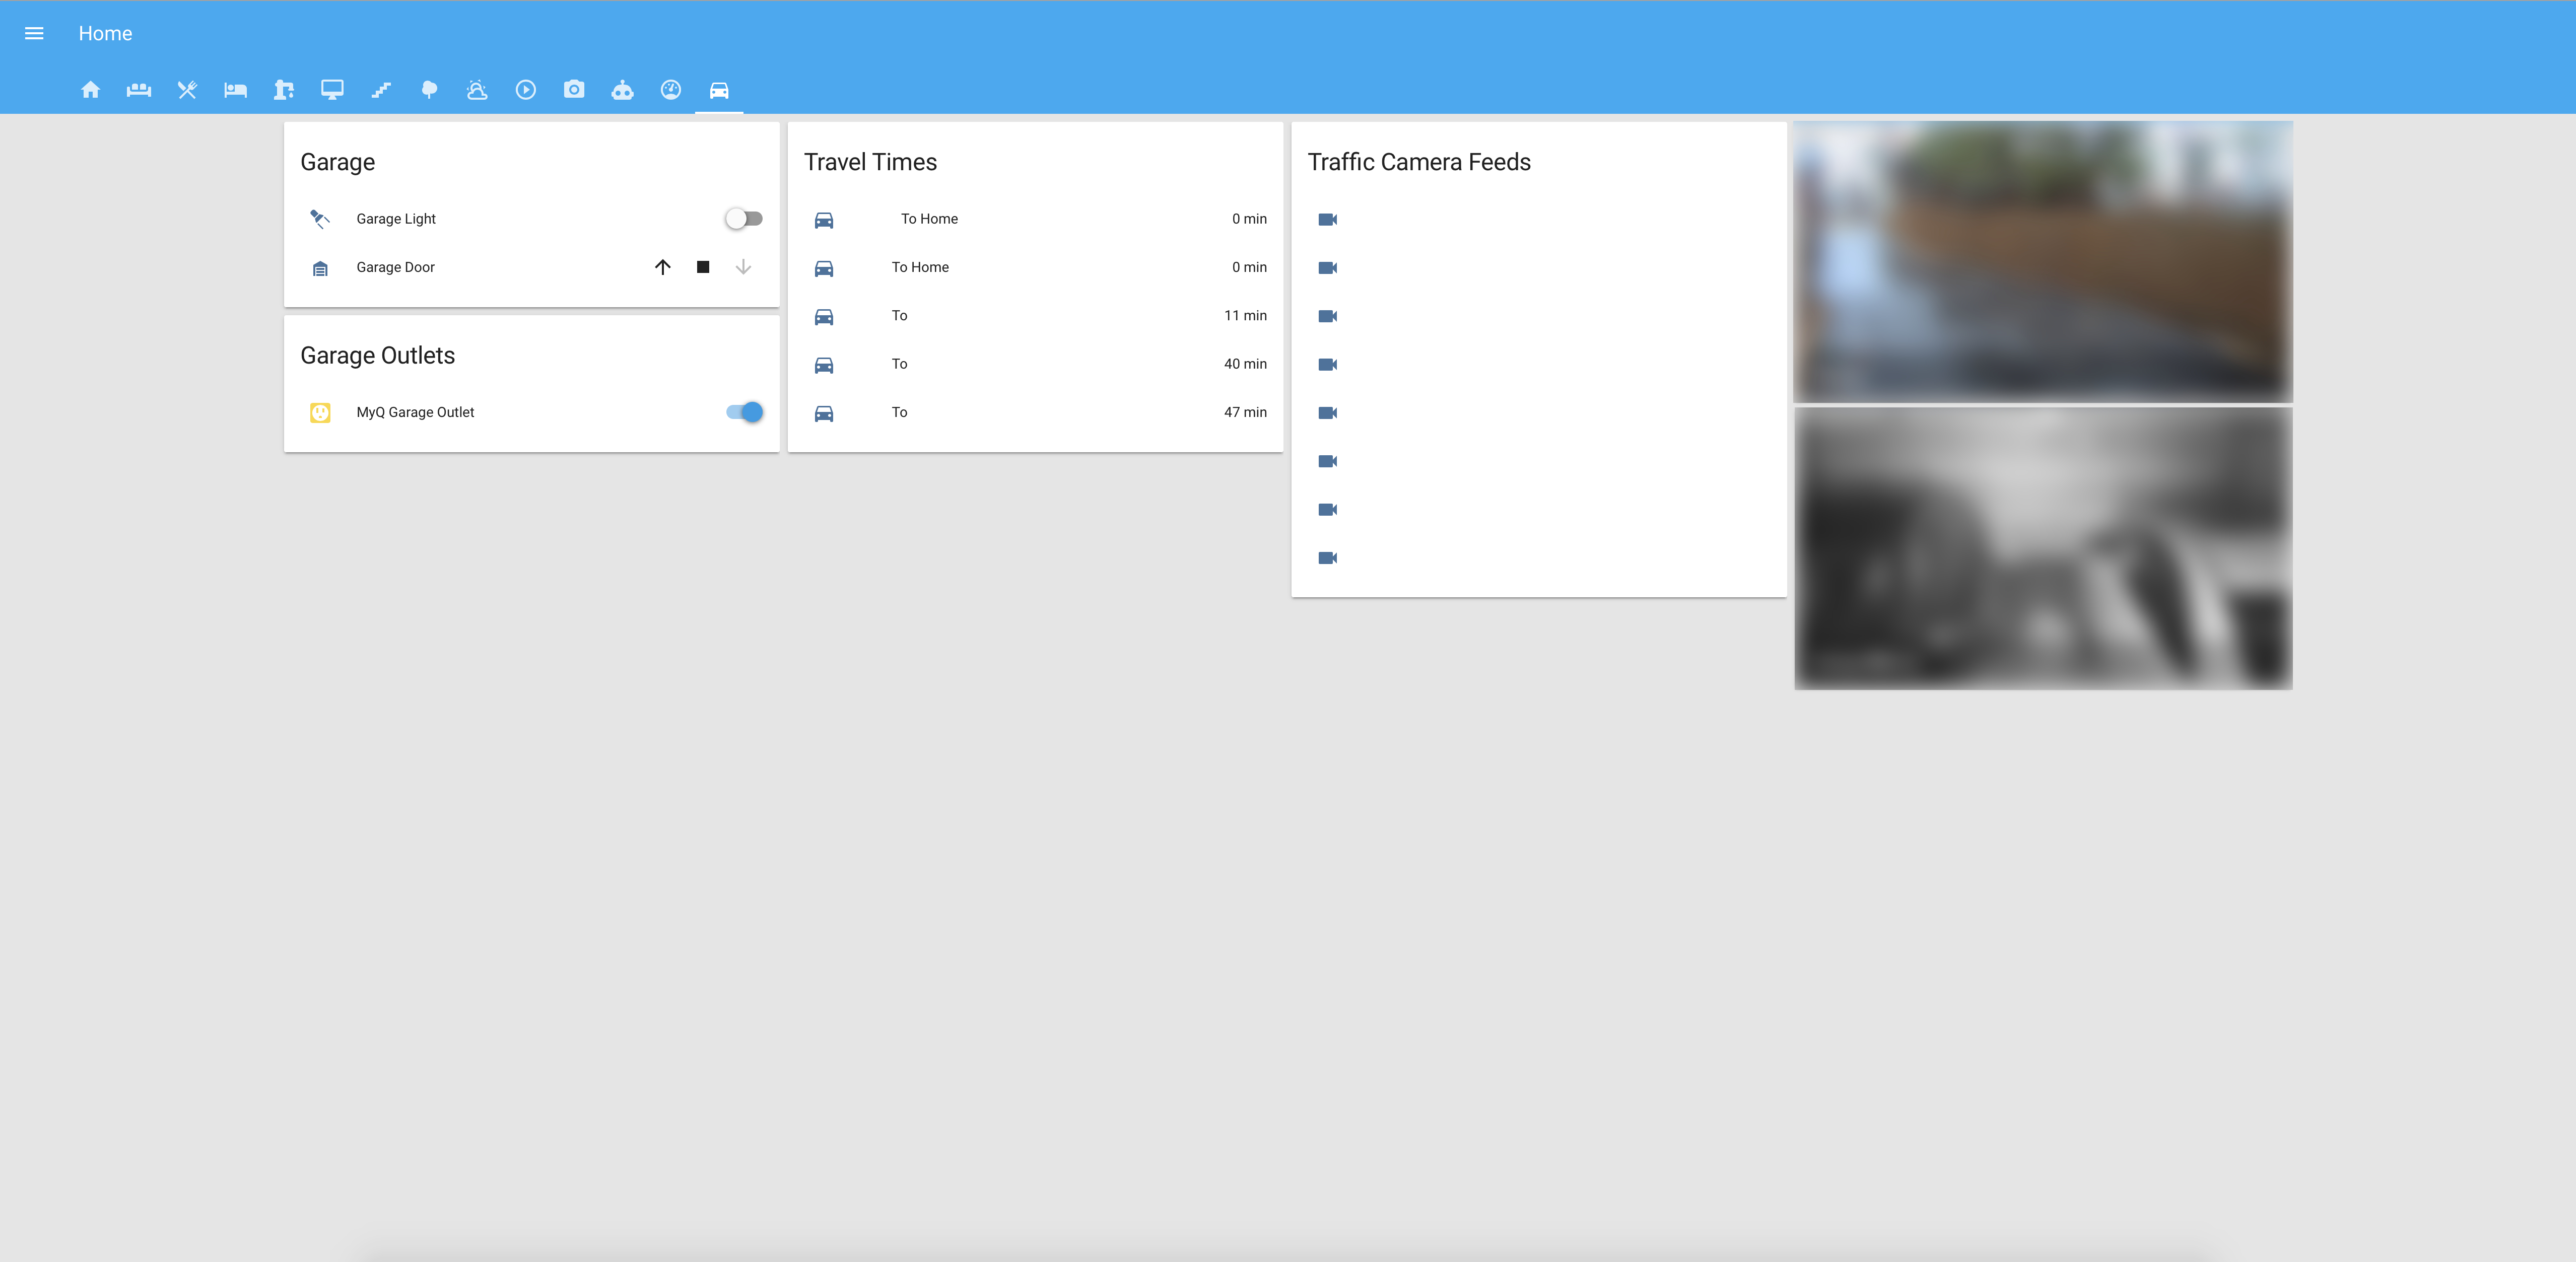 Home
Garage
Garage Light
Garage Door
Garage Outlets
MyQ Garage Outlet
Travel Times
To Home 0 min
To Home 0 min
To 11 min
To 40 min
To 47 min
Traffic Camera Feeds